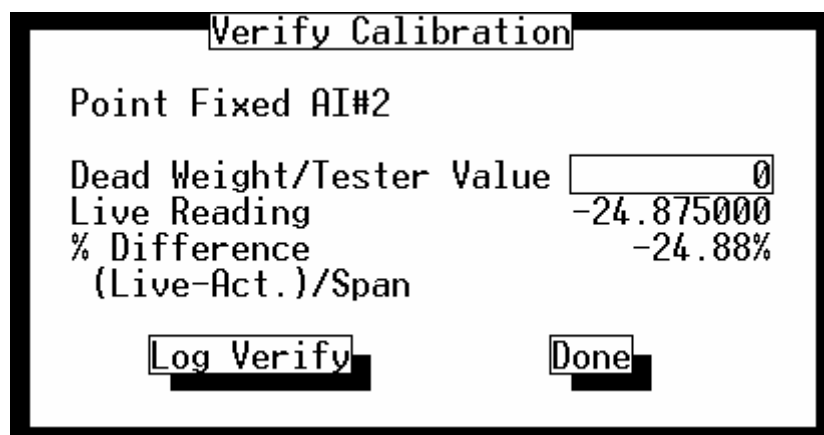 Verify Calibration
Point Fixed AI#2
Dead Weight/Tester Value 0
Live Reading -24.875000
% Difference -24.88%
(Live-Act.)/Span
Log Verify Done